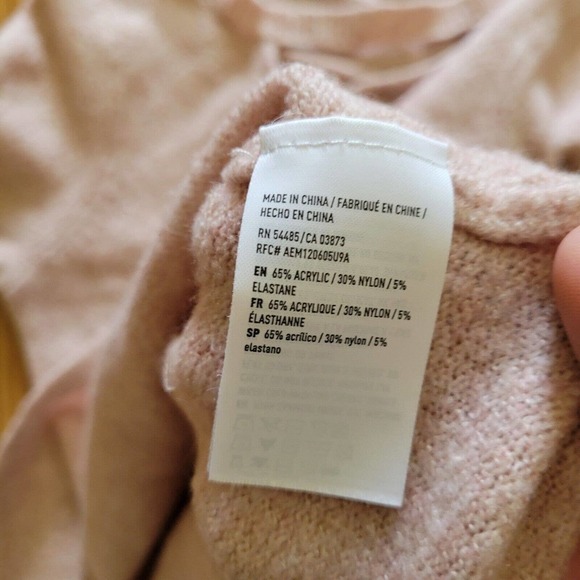 MADE IN CHINA / FABRIQUÉ EN CHINE /
HECHO EN CHINA
RN 54485/CA 03873
RFC# AEM120605U9A
EN 65% ACRYLIC / 30% NYLON / 5%
ELASTANE
FR 65% ACRYLIQUE / 30% NYLON / 5%
ÉLASTHANNE
SP 65% acrílico / 30% nylon / 5%
elastano